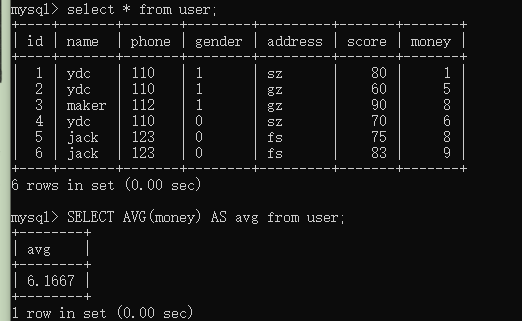 mysql> select * from user;
+----+-------+-------+--------+---------+-------+-------+
| id | name  | phone | gender | address | score | money |
+----+-------+-------+--------+---------+-------+-------+
|  1 | ydc   | 110   | 1      | sz      |    80 |     1 |
|  2 | ydc   | 110   | 1      | gz      |    60 |     5 |
|  3 | maker | 112   | 1      | gz      |    90 |     8 |
|  4 | ydc   | 110   | 0      | sz      |    70 |     6 |
|  5 | jack  | 123   | 0      | fs      |    75 |     8 |
|  6 | jack  | 123   | 0      | fs      |    83 |     9 |
+----+-------+-------+--------+---------+-------+-------+
6 rows in set (0.00 sec)
mysql> SELECT AVG(money) AS avg from user;
+--------+
| avg    |
+--------+
| 6.1667 |
+--------+
1 row in set (0.00 sec)